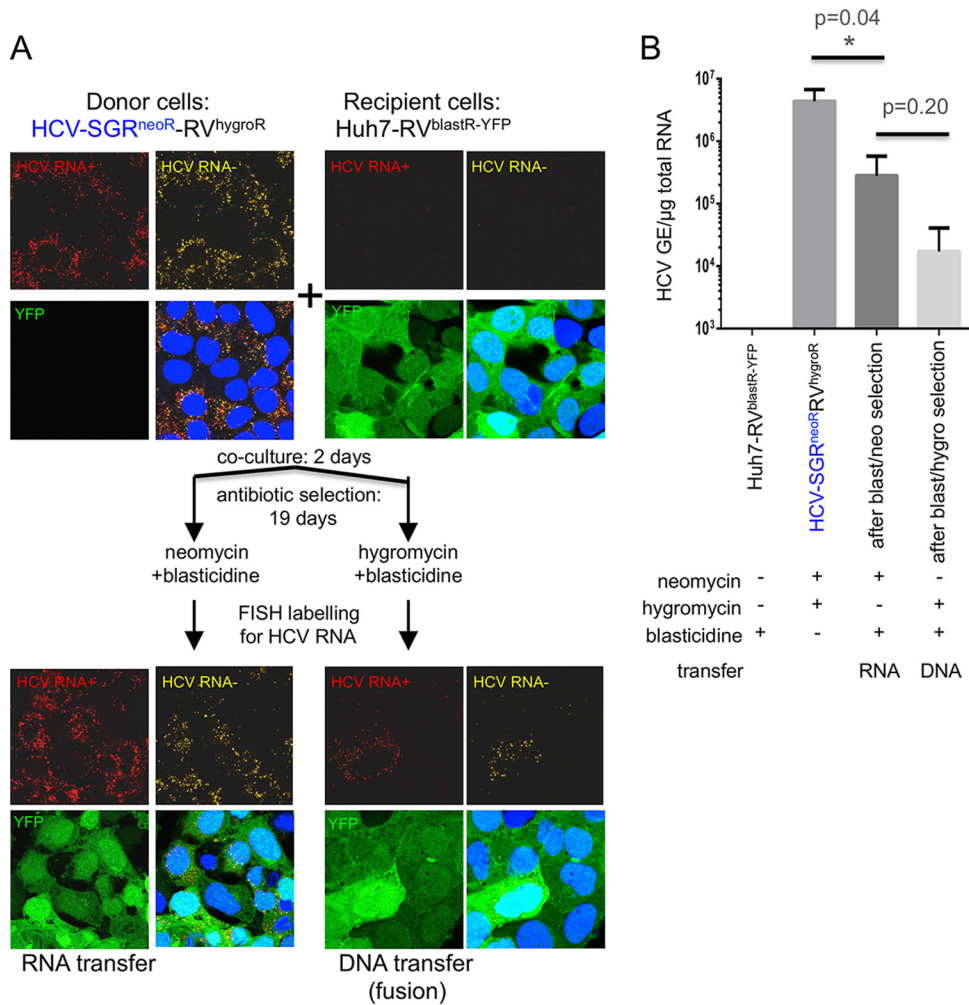 A
Donor cells:
HCV-SGRneoR-RVhygroR
Recipient cells:
Huh7-RVblastR-YFP
HCV RNA+
HCV RNA-
HCV RNA+
HCV RNA-
+
YFP
YFP
co-culture: 2 days
antibiotic selection:
19 days
neomycin
+blasticidine
hygromycin
+blasticidine
FISH labelling
for HCV RNA
HCV RNA+
HCV RNA-
HCV RNA+
HCV RNA-
YFP
YFP
RNA transfer
DNA transfer
(fusion)
B
p=0.04
*
p=0.20
HCV GE/µg total RNA
10^7
10^6
10^5
10^4
10^3
Huh7-RVblastR-YFP
HCV-SGRneoRRVhygroR
after blast/neo selection
after blast/hygro selection
neomycin - + + -
hygromycin - + - +
blasticidine + - + +
transfer RNA DNA